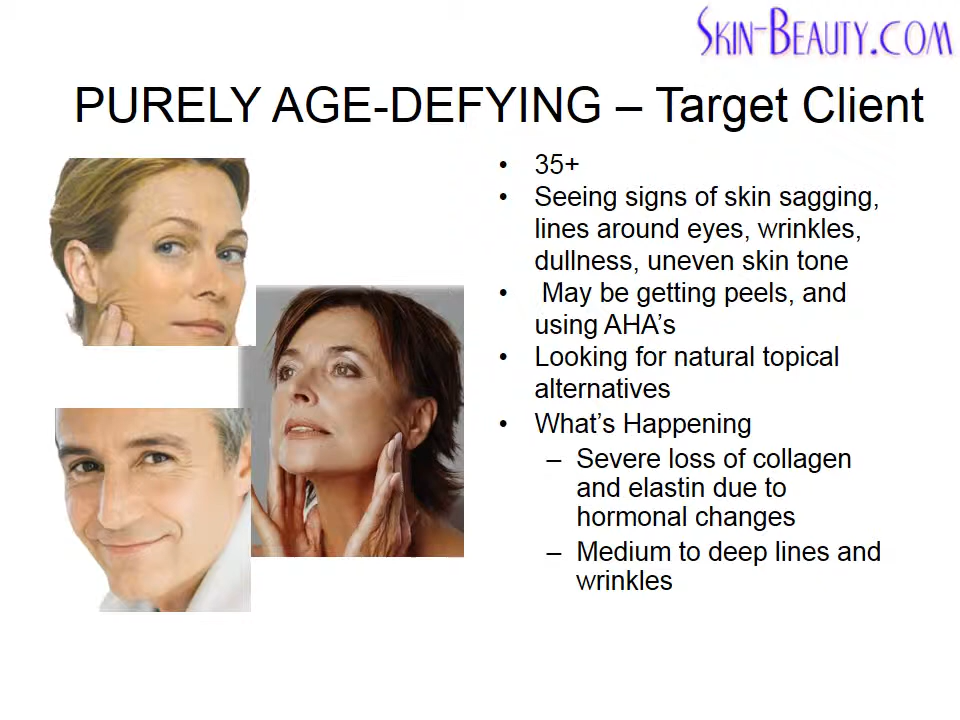 SKIN-BEAUTY.COM
PURELY AGE-DEFYING – Target Client
• 35+
• Seeing signs of skin sagging,
lines around eyes, wrinkles,
dullness, uneven skin tone
• May be getting peels, and
using AHA's
• Looking for natural topical
alternatives
• What's Happening
– Severe loss of collagen
and elastin due to
hormonal changes
– Medium to deep lines and
wrinkles